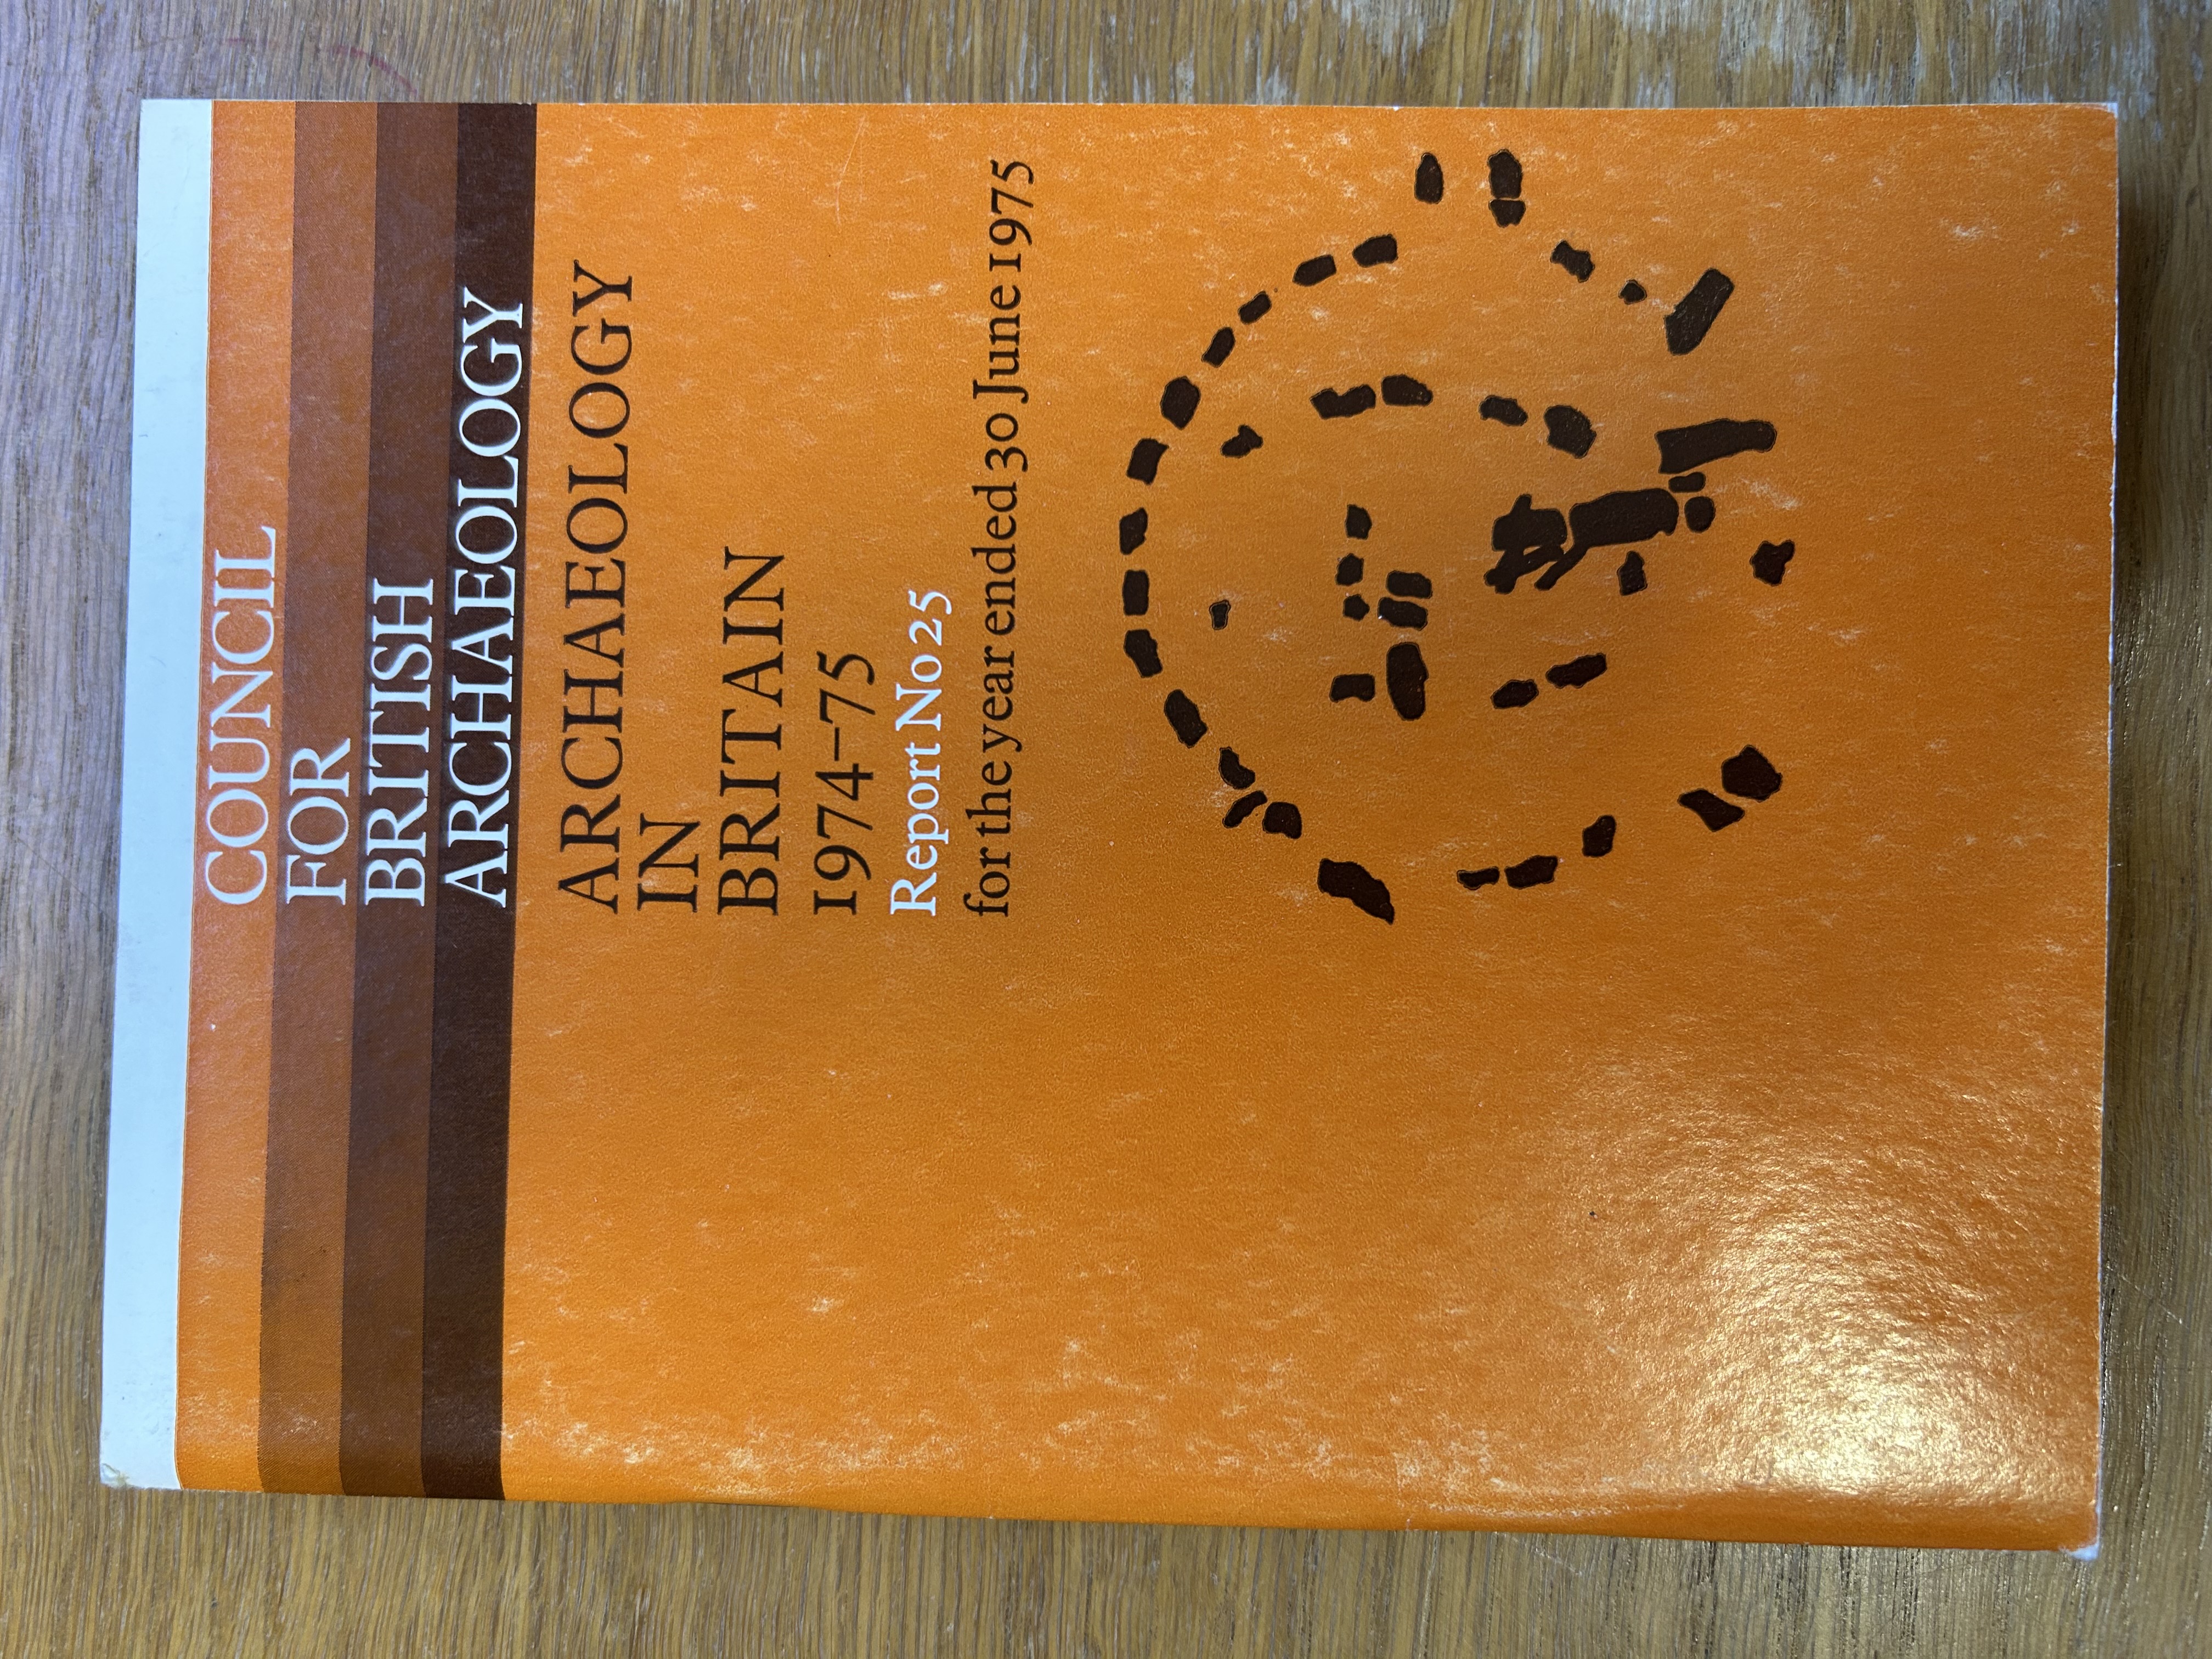 COUNCIL
FOR
BRITISH
ARCHAEOLOGY
ARCHAEOLOGY
IN
BRITAIN
1974–75
Report No 25
for the year ended 30 June 1975